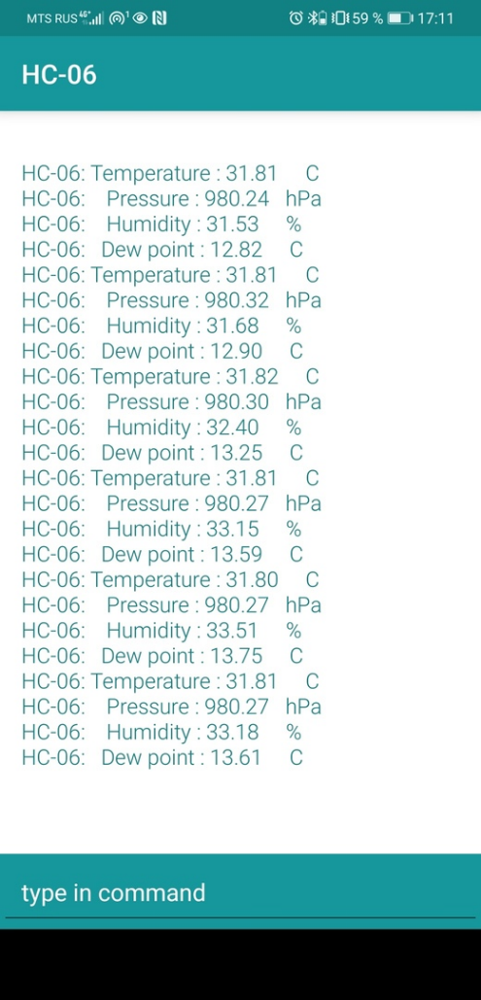 MTS RUS 4G 1 59 % 17:11
HC-06
HC-06: Temperature : 31.81 C
HC-06: Pressure : 980.24 hPa
HC-06: Humidity : 31.53 %
HC-06: Dew point : 12.82 C
HC-06: Temperature : 31.81 C
HC-06: Pressure : 980.32 hPa
HC-06: Humidity : 31.68 %
HC-06: Dew point : 12.90 C
HC-06: Temperature : 31.82 C
HC-06: Pressure : 980.30 hPa
HC-06: Humidity : 32.40 %
HC-06: Dew point : 13.25 C
HC-06: Temperature : 31.81 C
HC-06: Pressure : 980.27 hPa
HC-06: Humidity : 33.15 %
HC-06: Dew point : 13.59 C
HC-06: Temperature : 31.80 C
HC-06: Pressure : 980.27 hPa
HC-06: Humidity : 33.51 %
HC-06: Dew point : 13.75 C
HC-06: Temperature : 31.81 C
HC-06: Pressure : 980.27 hPa
HC-06: Humidity : 33.18 %
HC-06: Dew point : 13.61 C
type in command